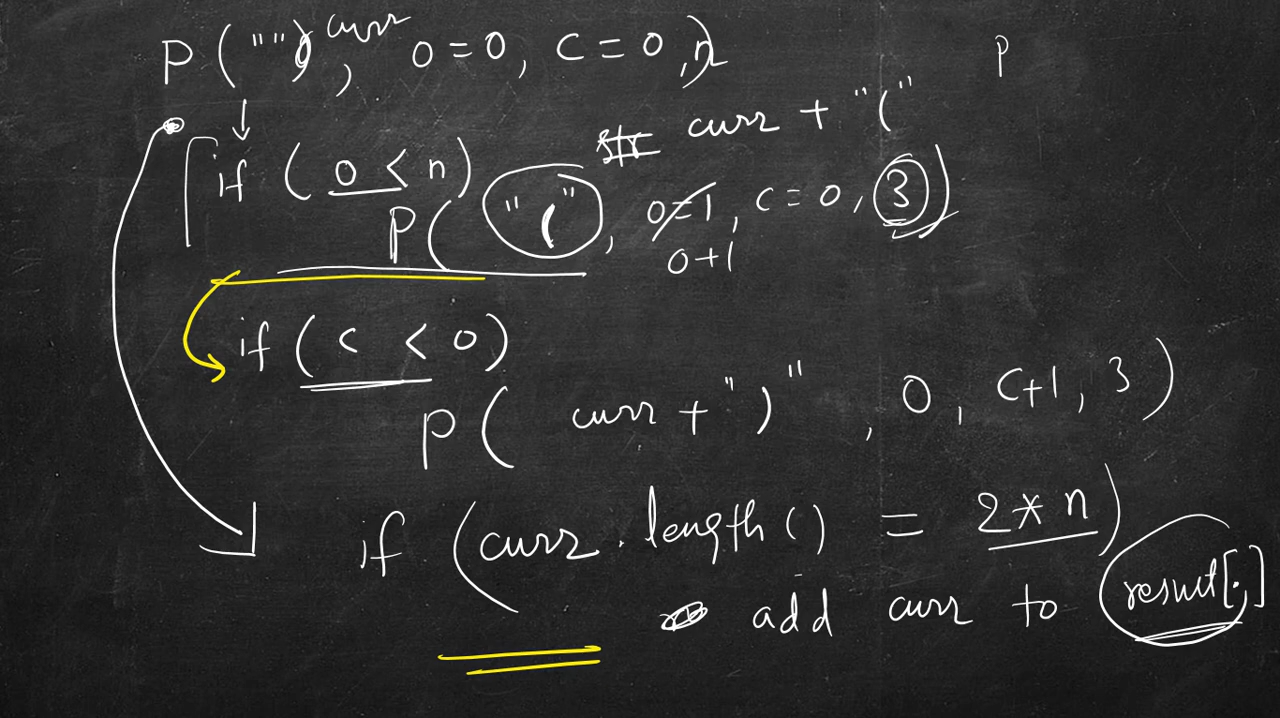 P ( "" , curr o = 0 , c = 0 , n )
P
curr + "("
if ( o < n )
P ( "(" , o=1 , c = 0 , 3 )
o+1
if ( c < o )
P ( curr + ")" , o , c+1 , 3 )
if ( curr . length () = 2 * n )
add curr to result[;]